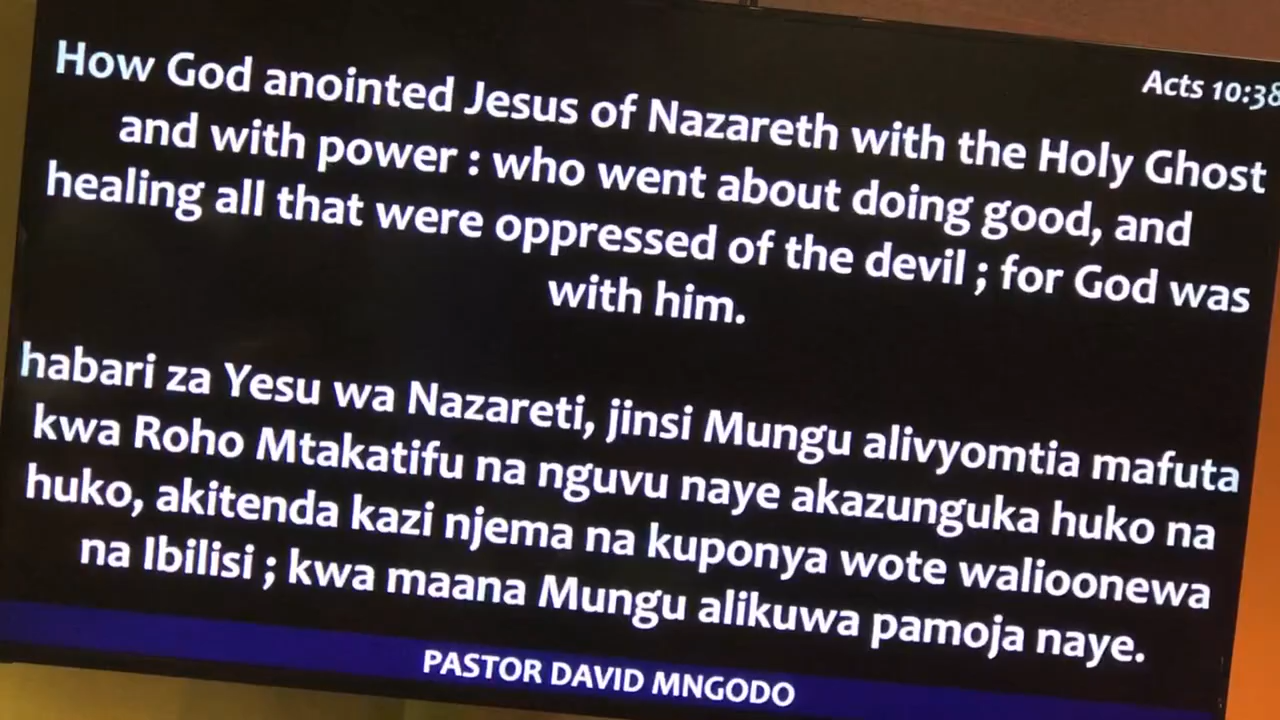 Acts 10:38
How God anointed Jesus of Nazareth with the Holy Ghost
and with power : who went about doing good, and
healing all that were oppressed of the devil ; for God was
with him.
habari za Yesu wa Nazareti, jinsi Mungu alivyomtia mafuta
kwa Roho Mtakatifu na nguvu naye akazunguka huko na
huko, akitenda kazi njema na kuponya wote walioonewa
na Ibilisi ; kwa maana Mungu alikuwa pamoja naye.
PASTOR DAVID MNGODO